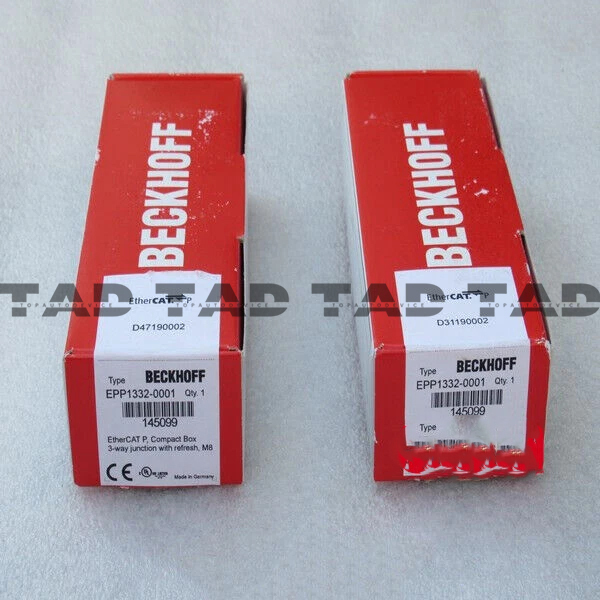 BECKHOFF
EtherCAT P
D47190002
Type BECKHOFF
EPP1332-0001 Qty. 1
145099
EtherCAT P, Compact Box
3-way junction with refresh, M8
CE
Made in Germany
BECKHOFF
EtherCAT P
D31190002
Type BECKHOFF
EPP1332-0001 Qty. 1
145099
Type
TAD TAD TAD TAD
TOPAUTODEVICE TOPAUTODEVICE